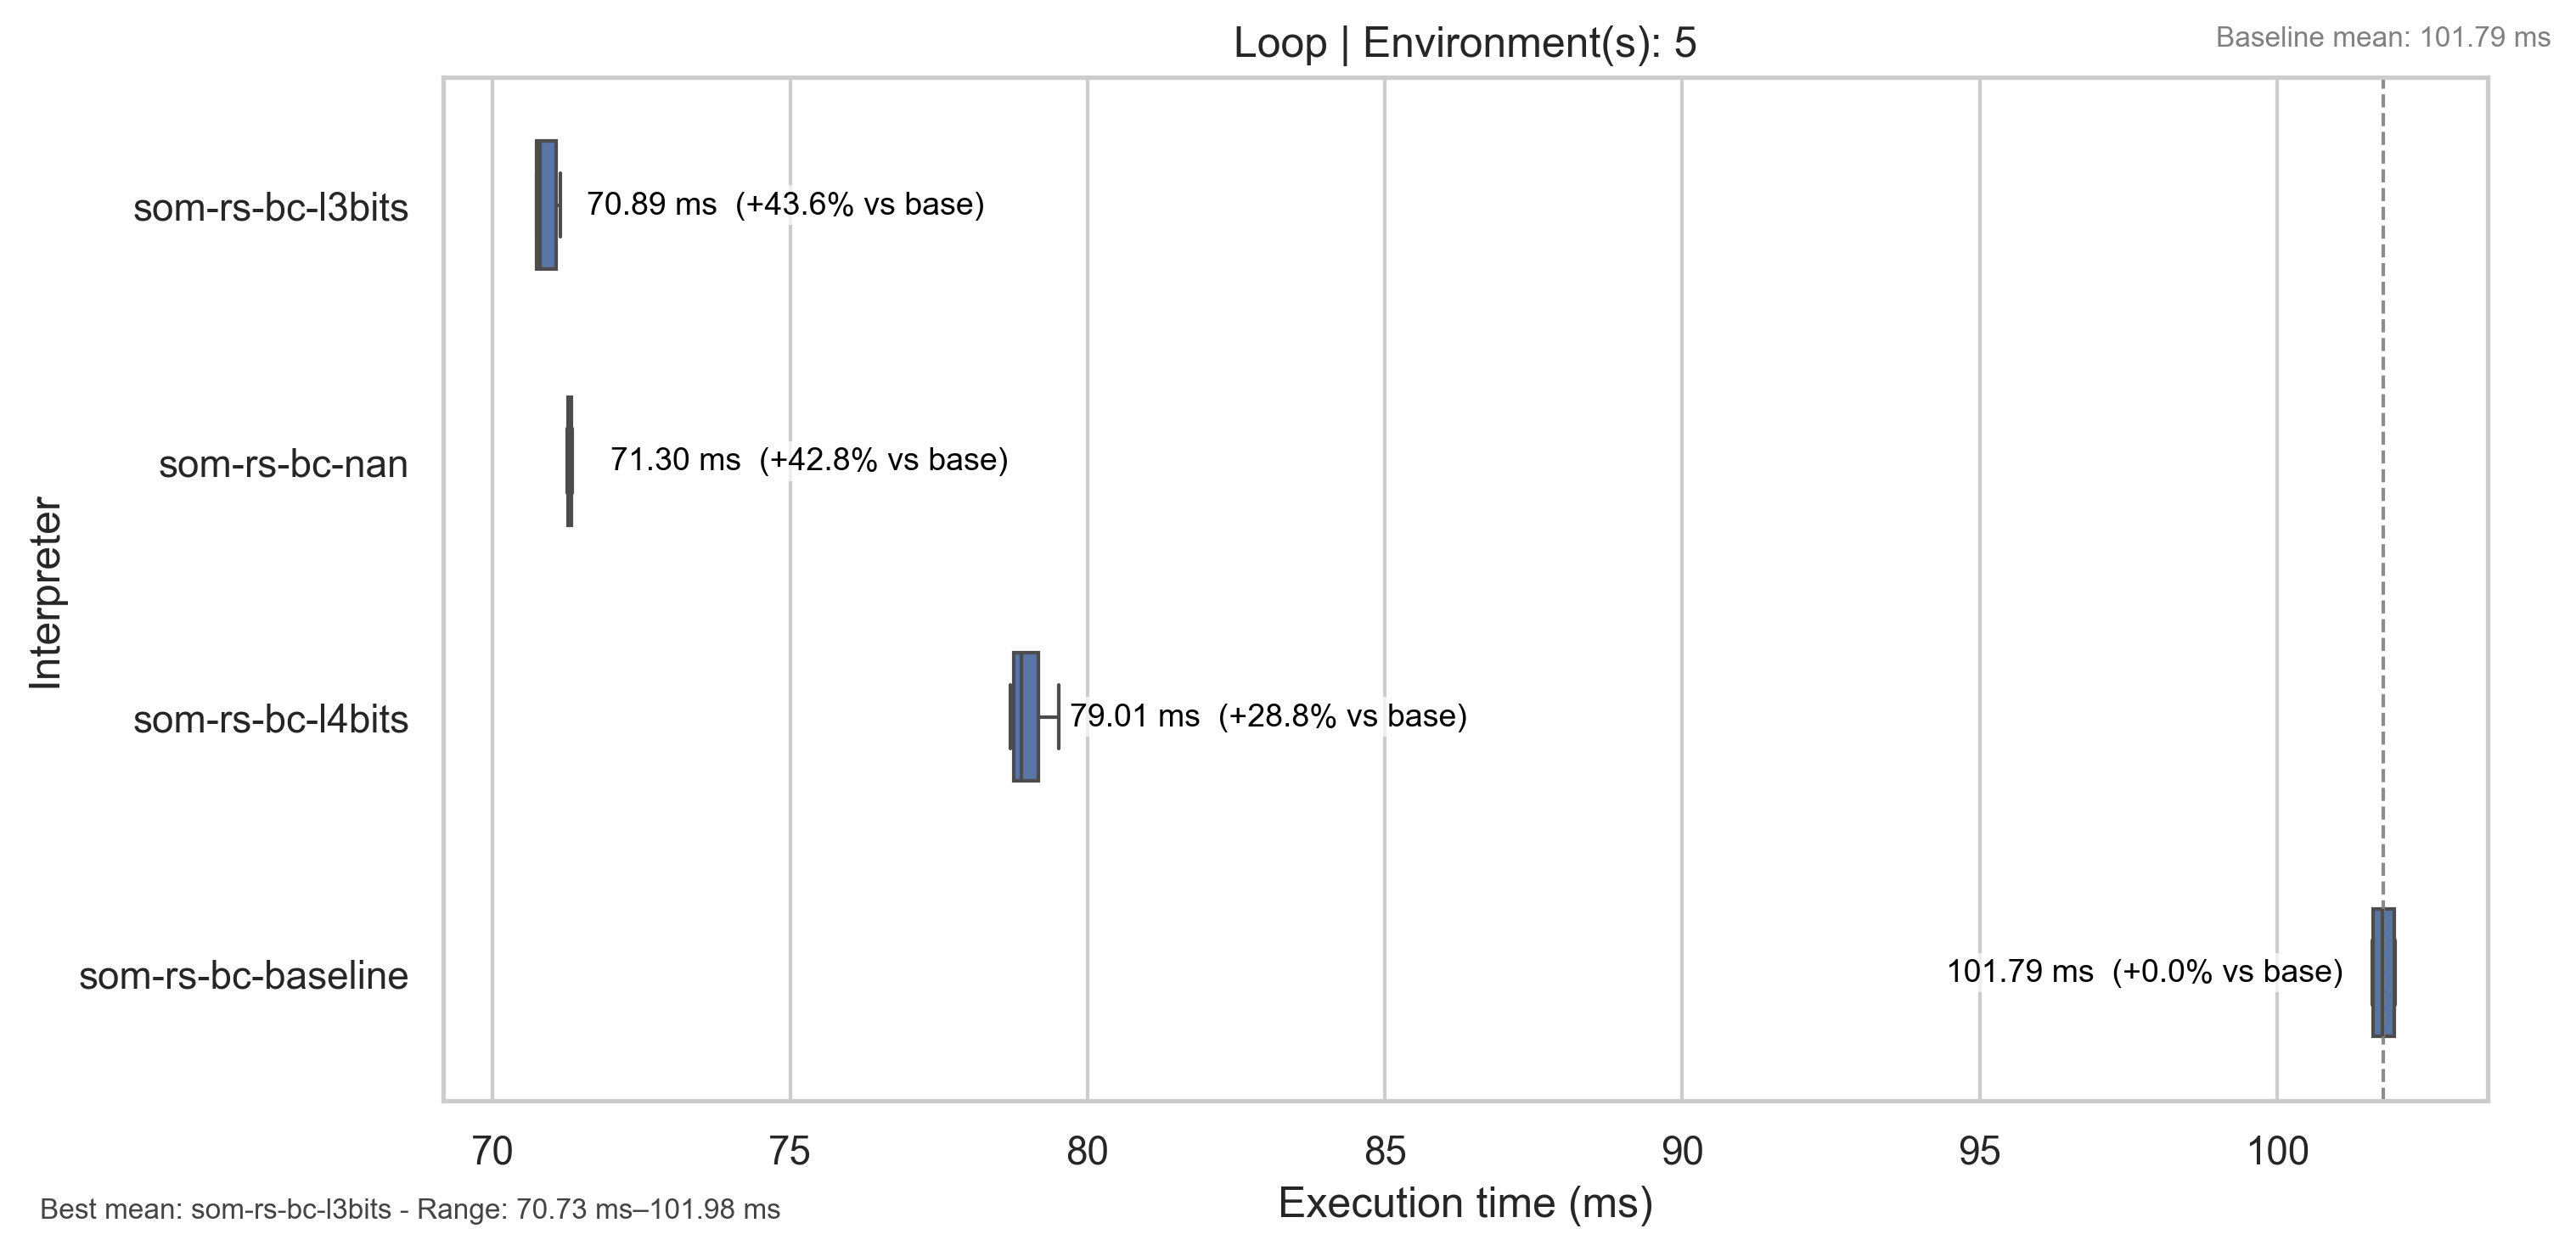 Loop | Environment(s): 5
Baseline mean: 101.79 ms
Interpreter
som-rs-bc-l3bits
70.89 ms (+43.6% vs base)
som-rs-bc-nan
71.30 ms (+42.8% vs base)
som-rs-bc-l4bits
79.01 ms (+28.8% vs base)
som-rs-bc-baseline
101.79 ms (+0.0% vs base)
70 75 80 85 90 95 100
Execution time (ms)
Best mean: som-rs-bc-l3bits - Range: 70.73 ms–101.98 ms